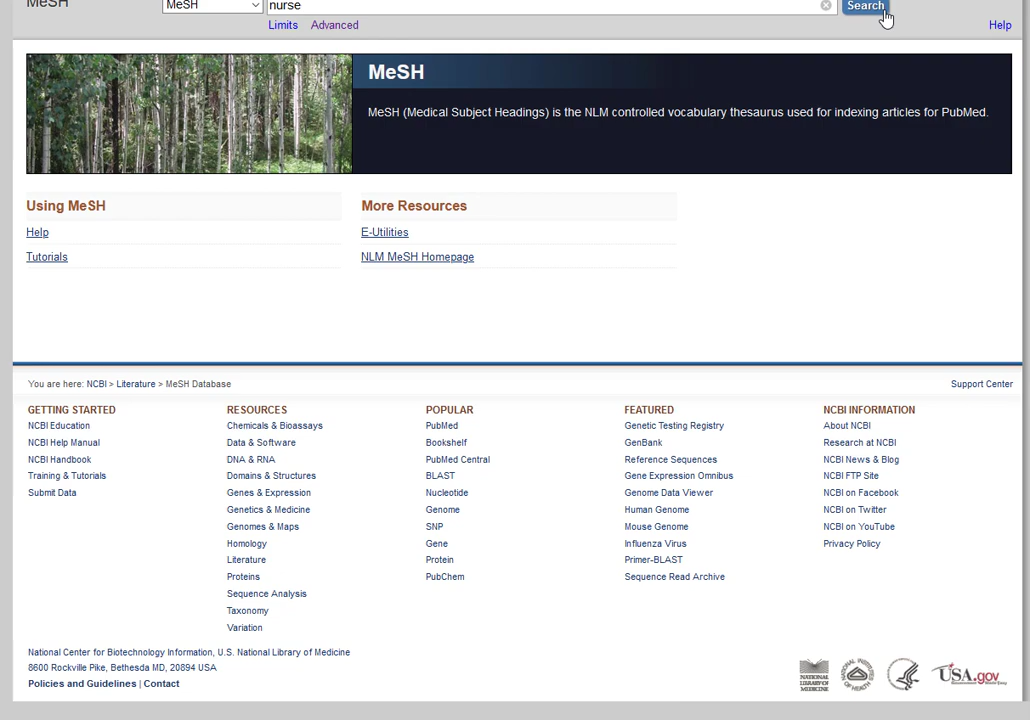 MeSH MeSH nurse Search
Limits Advanced Help
MeSH
MeSH (Medical Subject Headings) is the NLM controlled vocabulary thesaurus used for indexing articles for PubMed.
Using MeSH
Help
Tutorials
More Resources
E-Utilities
NLM MeSH Homepage
You are here: NCBI > Literature > MeSH Database Support Center
GETTING STARTED
NCBI Education
NCBI Help Manual
NCBI Handbook
Training & Tutorials
Submit Data
RESOURCES
Chemicals & Bioassays
Data & Software
DNA & RNA
Domains & Structures
Genes & Expression
Genetics & Medicine
Genomes & Maps
Homology
Literature
Proteins
Sequence Analysis
Taxonomy
Variation
POPULAR
PubMed
Bookshelf
PubMed Central
BLAST
Nucleotide
Genome
SNP
Gene
Protein
PubChem
FEATURED
Genetic Testing Registry
GenBank
Reference Sequences
Gene Expression Omnibus
Genome Data Viewer
Human Genome
Mouse Genome
Influenza Virus
Primer-BLAST
Sequence Read Archive
NCBI INFORMATION
About NCBI
Research at NCBI
NCBI News & Blog
NCBI FTP Site
NCBI on Facebook
NCBI on Twitter
NCBI on YouTube
Privacy Policy
National Center for Biotechnology Information, U.S. National Library of Medicine
8600 Rockville Pike, Bethesda MD, 20894 USA
Policies and Guidelines | Contact
NATIONAL
LIBRARY OF
MEDICINE
USA.gov